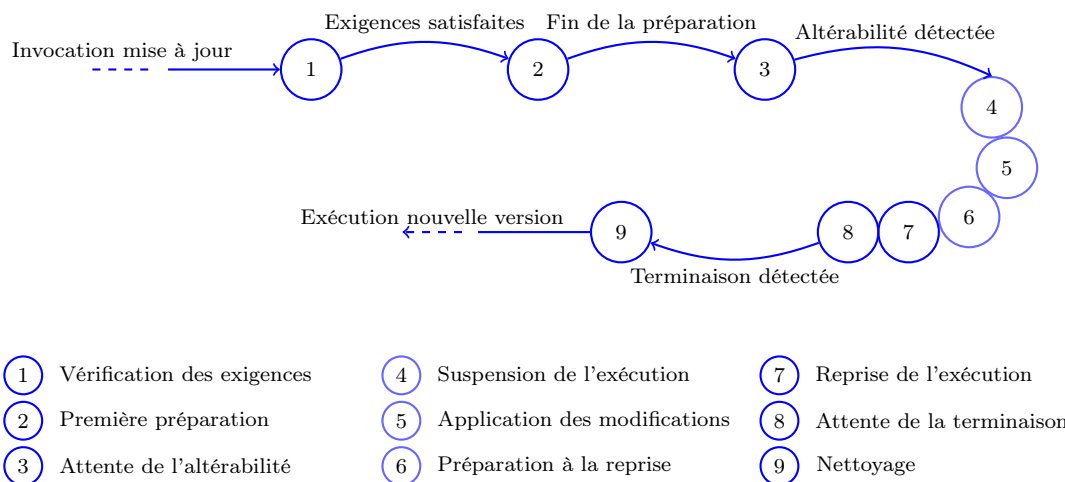 Exigences satisfaites
Fin de la préparation
Altérabilité détectée
Invocation mise à jour
1
2
3
4
5
6
7
8
9
Exécution nouvelle version
Terminaison détectée
1 Vérification des exigences
4 Suspension de l'exécution
7 Reprise de l'exécution
2 Première préparation
5 Application des modifications
8 Attente de la terminaison
3 Attente de l'altérabilité
6 Préparation à la reprise
9 Nettoyage